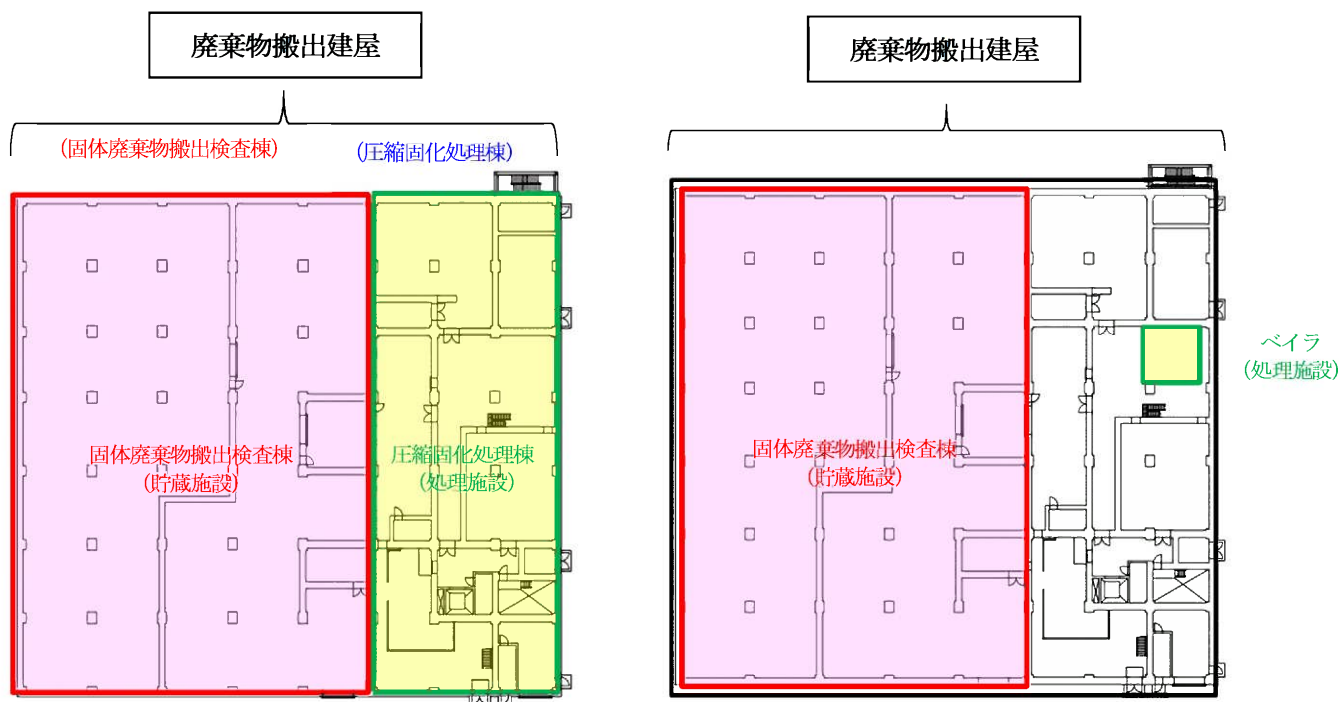 廃棄物搬出建屋
(固体廃棄物搬出検査棟)
(圧縮固化処理棟)
固体廃棄物搬出検査棟
(貯蔵施設)
圧縮固化処理棟
(処理施設)
廃棄物搬出建屋
固体廃棄物搬出検査棟
(貯蔵施設)
ベイラ
(処理施設)